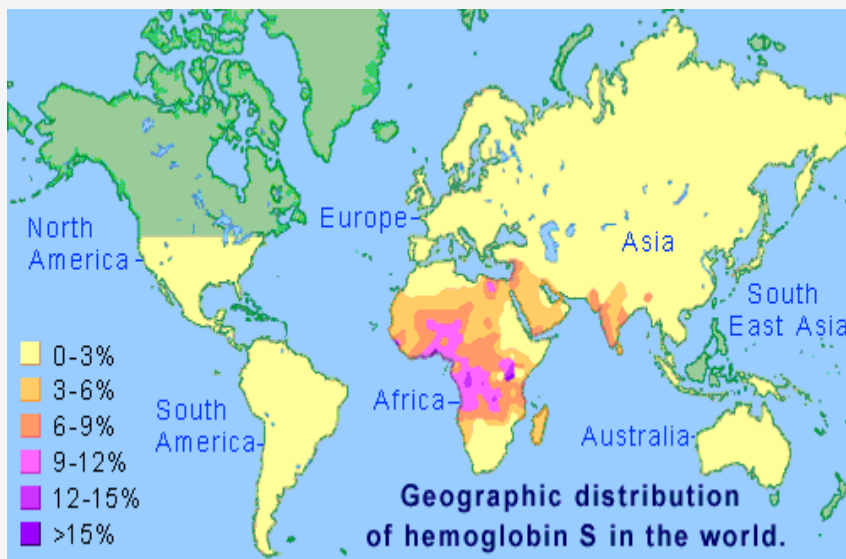 North
America
Europe
Asia
South
East Asia
0-3%
3-6%
6-9%
9-12%
12-15%
>15%
South
America
Africa
Australia
Geographic distribution
of hemoglobin S in the world.